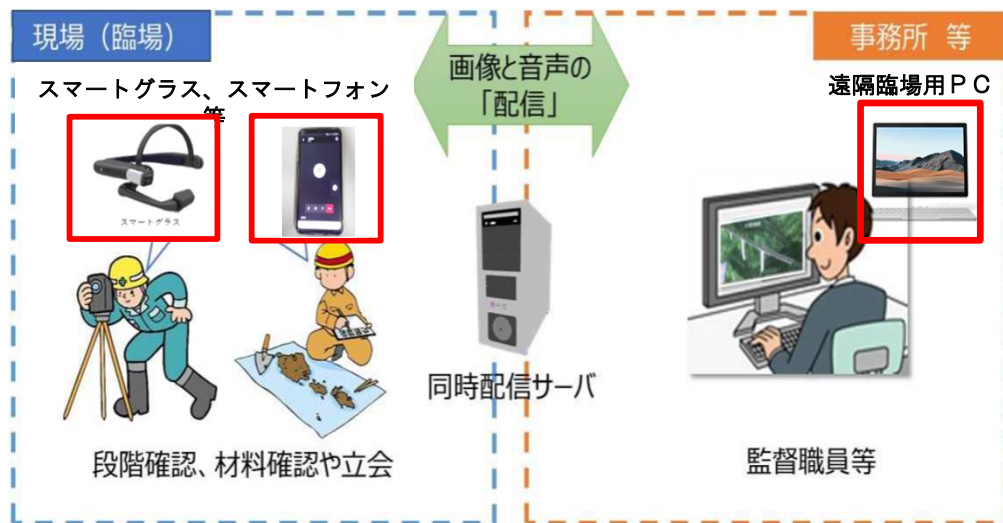 現場（臨場）
スマートグラス、スマートフォン
等
スマートグラス
段階確認、材料確認や立会
画像と音声の
「配信」
同時配信サーバ
事務所 等
遠隔臨場用ＰＣ
監督職員等